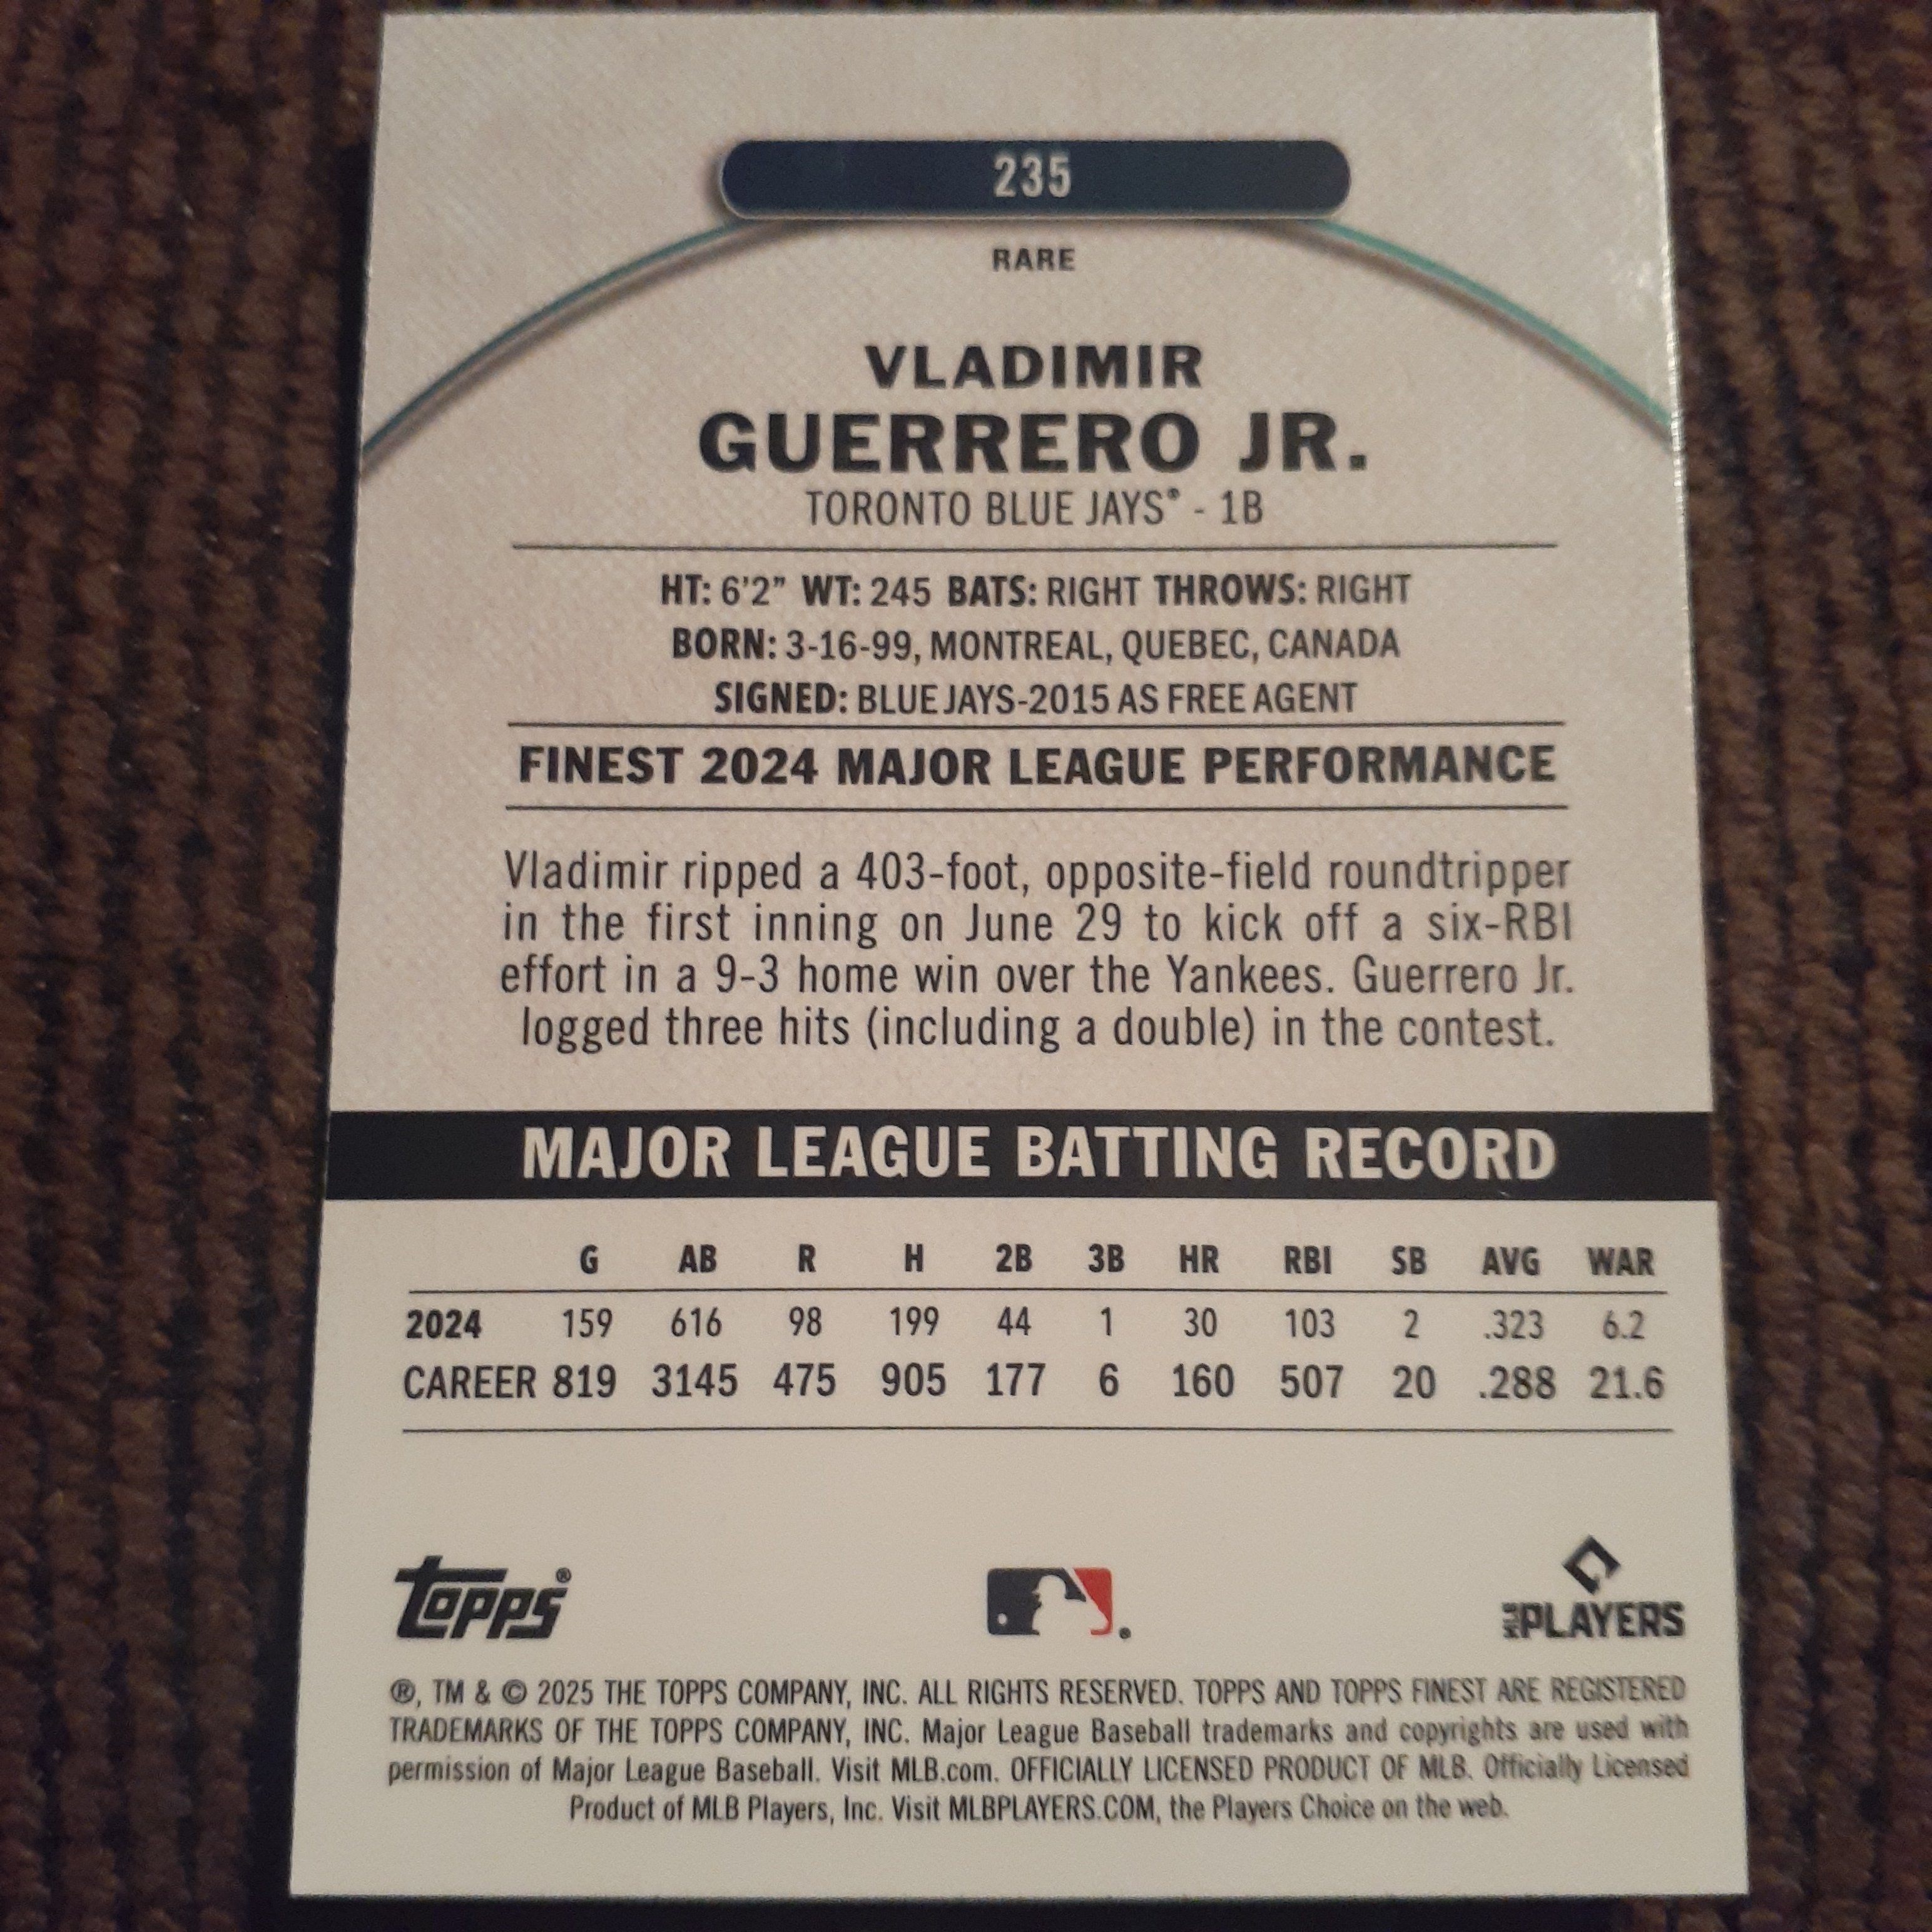 235
RARE
VLADIMIR
GUERRERO JR.
TORONTO BLUE JAYS® - 1B
HT: 6'2" WT: 245 BATS: RIGHT THROWS: RIGHT
BORN: 3-16-99, MONTREAL, QUEBEC, CANADA
SIGNED: BLUE JAYS-2015 AS FREE AGENT
FINEST 2024 MAJOR LEAGUE PERFORMANCE
Vladimir ripped a 403-foot, opposite-field roundtripper
in the first inning on June 29 to kick off a six-RBI
effort in a 9-3 home win over the Yankees. Guerrero Jr.
logged three hits (including a double) in the contest.
MAJOR LEAGUE BATTING RECORD
G AB R H 2B 3B HR RBI SB AVG WAR
2024 159 616 98 199 44 1 30 103 2 .323 6.2
CAREER 819 3145 475 905 177 6 160 507 20 .288 21.6
topps®
MLB PLAYERS
®, TM & © 2025 THE TOPPS COMPANY, INC. ALL RIGHTS RESERVED. TOPPS AND TOPPS FINEST ARE REGISTERED
TRADEMARKS OF THE TOPPS COMPANY, INC. Major League Baseball trademarks and copyrights are used with
permission of Major League Baseball. Visit MLB.com. OFFICIALLY LICENSED PRODUCT OF MLB. Officially Licensed
Product of MLB Players, Inc. Visit MLBPLAYERS.COM, the Players Choice on the web.